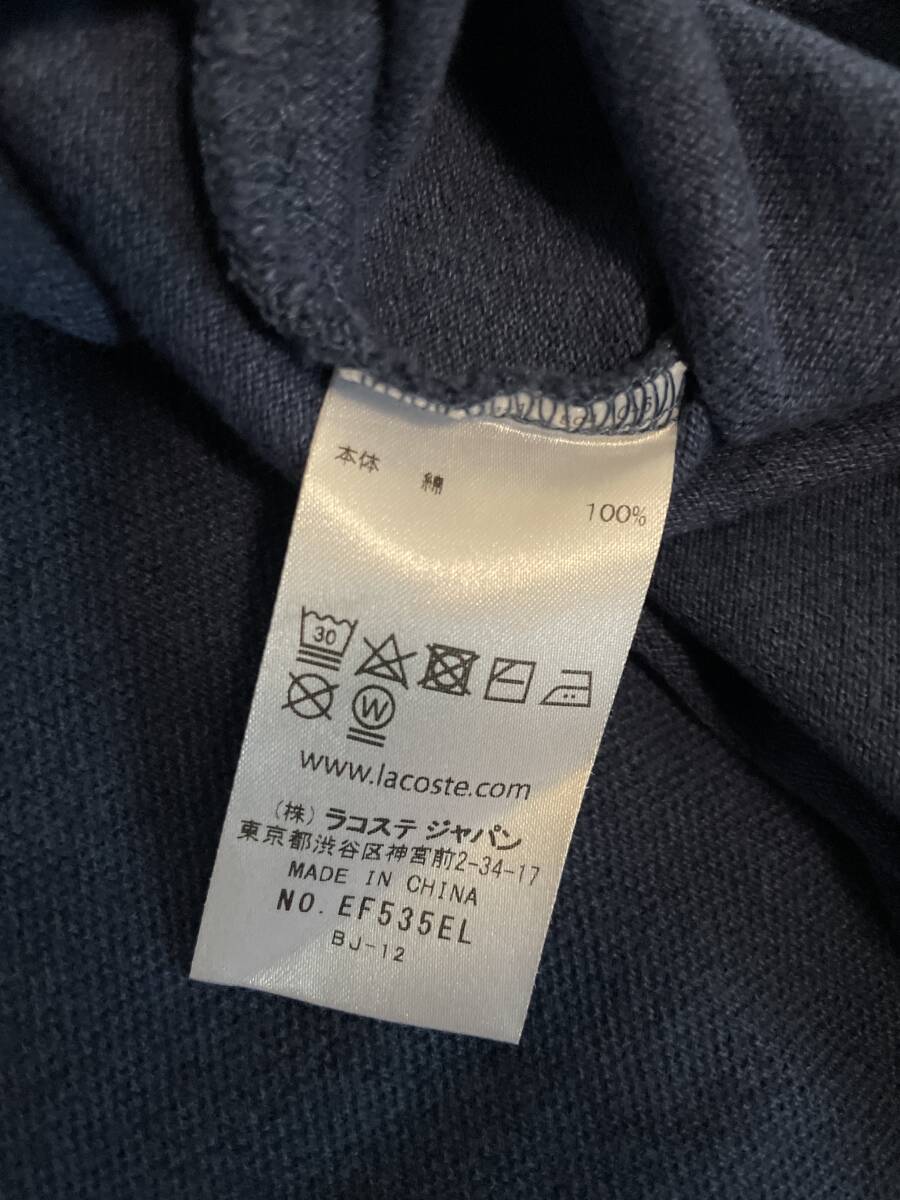 本体 綿 100%
30
W
www.lacoste.com
(株) ラコステ ジャパン
東京都渋谷区神宮前2-34-17
MADE IN CHINA
NO. EF535EL
BJ-12